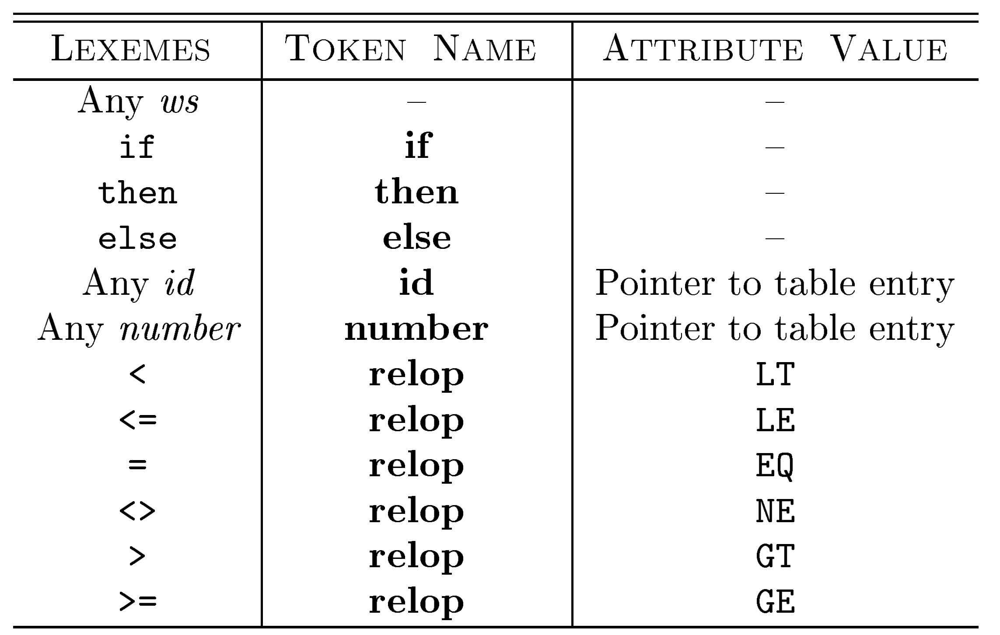 LEXEMES TOKEN NAME ATTRIBUTE VALUE
Any ws – –
if if –
then then –
else else –
Any id id Pointer to table entry
Any number number Pointer to table entry
< relop LT
<= relop LE
= relop EQ
<> relop NE
> relop GT
>= relop GE